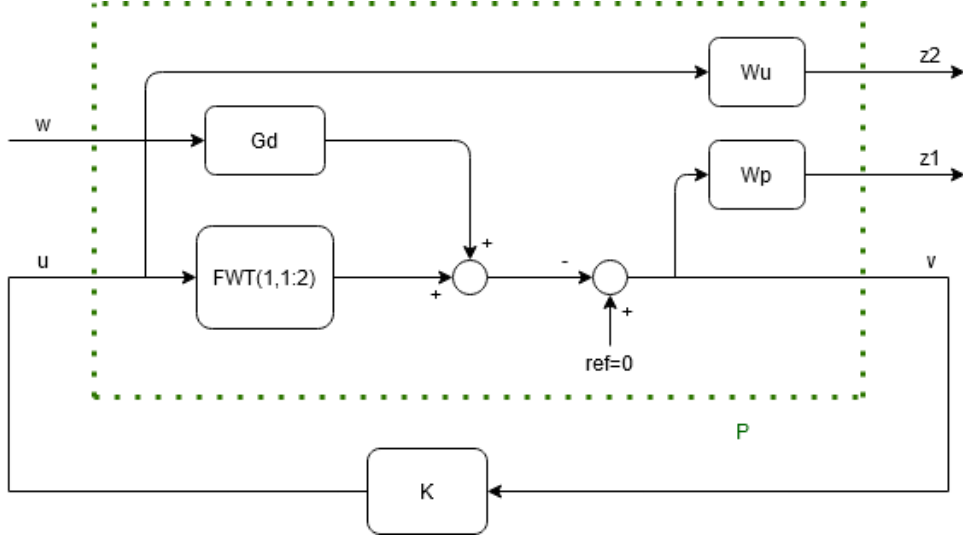 z2
Wu
w
Gd
z1
Wp
+
u
FWT(1,1:2)
-
v
+
+
ref=0
P
K